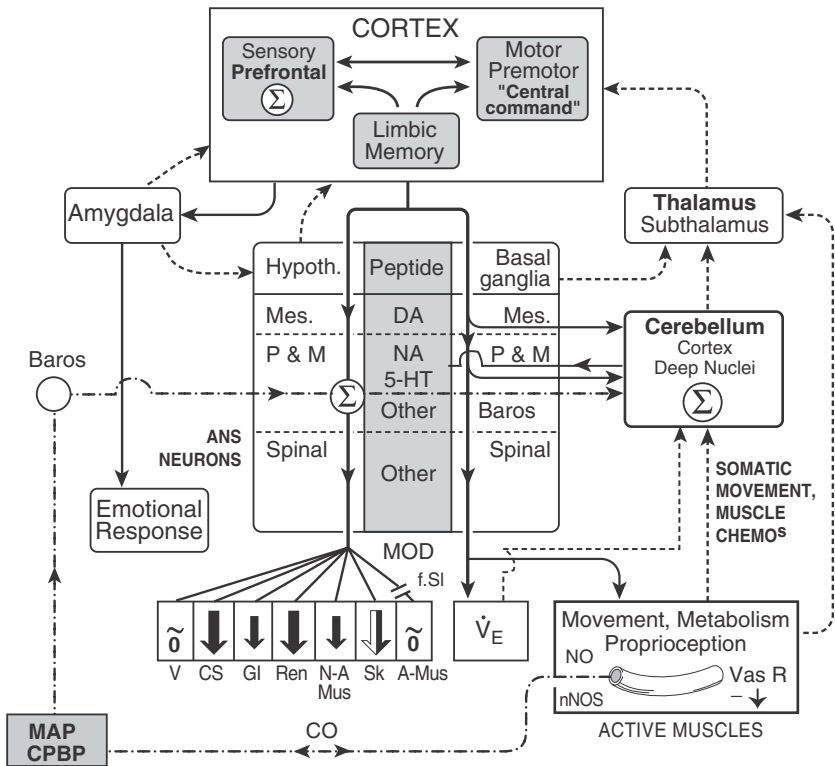 CORTEX
Sensory
Prefrontal
Σ
Motor
Premotor
"Central
command"
Limbic
Memory
Amygdala
Thalamus
Subthalamus
Hypoth.
Peptide
Basal
ganglia
Mes.
DA
Mes.
P & M
NA
P & M
5-HT
Σ
Other
Baros
Spinal
Other
Spinal
Cerebellum
Cortex
Deep Nuclei
Σ
Baros
ANS
NEURONS
Emotional
Response
SOMATIC
MOVEMENT,
MUSCLE
CHEMOS
MOD
f.Sl
0̃
0̃
V
CS
GI
Ren
N-A
Mus
Sk
A-Mus
V̇E
Movement, Metabolism
Proprioception
NO
nNOS
Vas R
–
ACTIVE MUSCLES
MAP
CPBP
CO